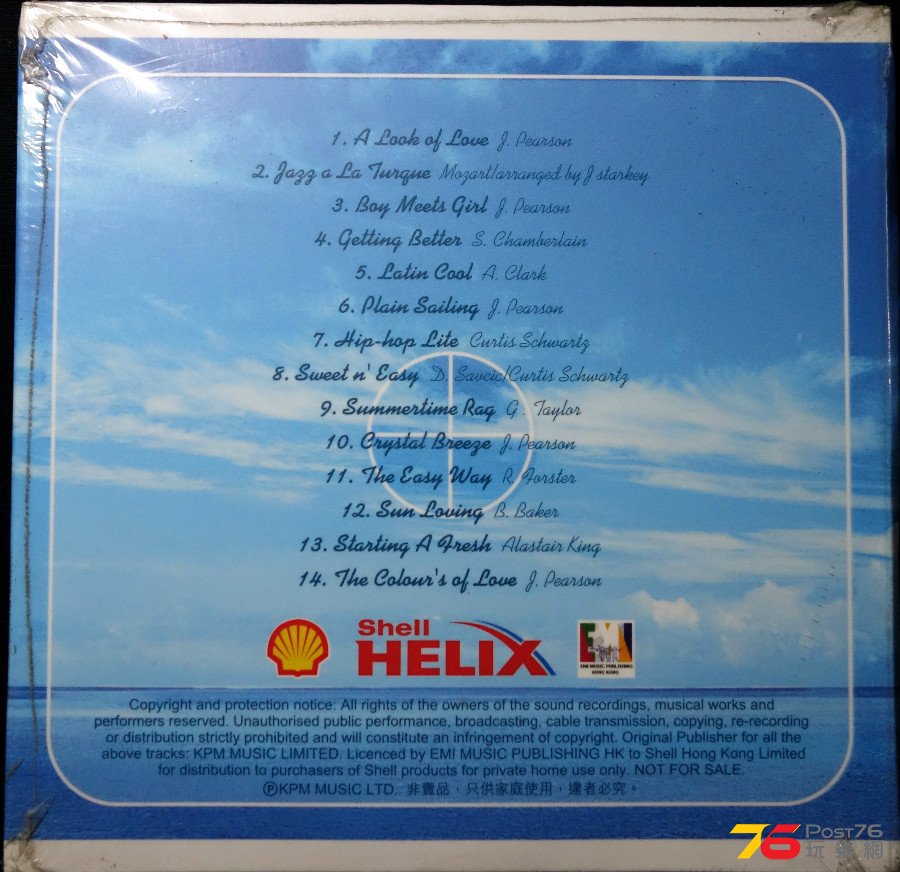 1. A Look of Love J. Pearson
2. Jazz a La Turque Mozart/arranged by J starkey
3. Boy Meets Girl J. Pearson
4. Getting Better S. Chamberlain
5. Latin Cool A. Clark
6. Plain Sailing J. Pearson
7. Hip-hop Lite Curtis Schwartz
8. Sweet n' Easy D. Savcic/Curtis Schwartz
9. Summertime Rag G. Taylor
10. Crystal Breeze J. Pearson
11. The Easy Way R. Forster
12. Sun Loving B. Baker
13. Starting A Fresh Alastair King
14. The Colour's of Love J. Pearson
Shell
HELIX
EMI
EMI MUSIC PUBLISHING
HONG KONG
Copyright and protection notice: All rights of the owners of the sound recordings, musical works and
performers reserved. Unauthorised public performance, broadcasting, cable transmission, copying, re-recording
or distribution strictly prohibited and will constitute an infringement of copyright. Original Publisher for all the
above tracks: KPM MUSIC LIMITED. Licenced by EMI MUSIC PUBLISHING HK to Shell Hong Kong Limited
for distribution to purchasers of Shell products for private home use only. NOT FOR SALE.
ⓅKPM MUSIC LTD. 非賣品，只供家庭使用，違者必究。
76 Post76
玩樂網